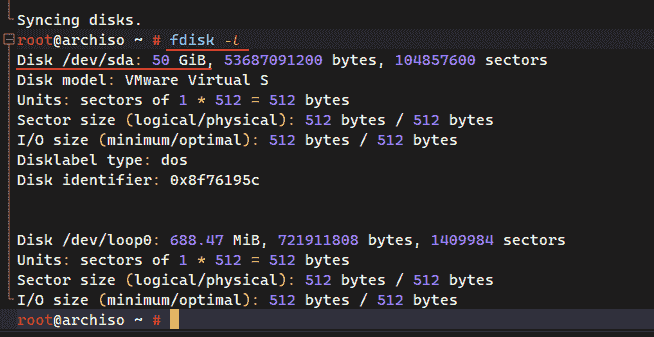 Syncing disks.
root@archiso ~ # fdisk -l
Disk /dev/sda: 50 GiB, 53687091200 bytes, 104857600 sectors
Disk model: VMware Virtual S
Units: sectors of 1 * 512 = 512 bytes
Sector size (logical/physical): 512 bytes / 512 bytes
I/O size (minimum/optimal): 512 bytes / 512 bytes
Disklabel type: dos
Disk identifier: 0x8f76195c
Disk /dev/loop0: 688.47 MiB, 721911808 bytes, 1409984 sectors
Units: sectors of 1 * 512 = 512 bytes
Sector size (logical/physical): 512 bytes / 512 bytes
I/O size (minimum/optimal): 512 bytes / 512 bytes
root@archiso ~ #